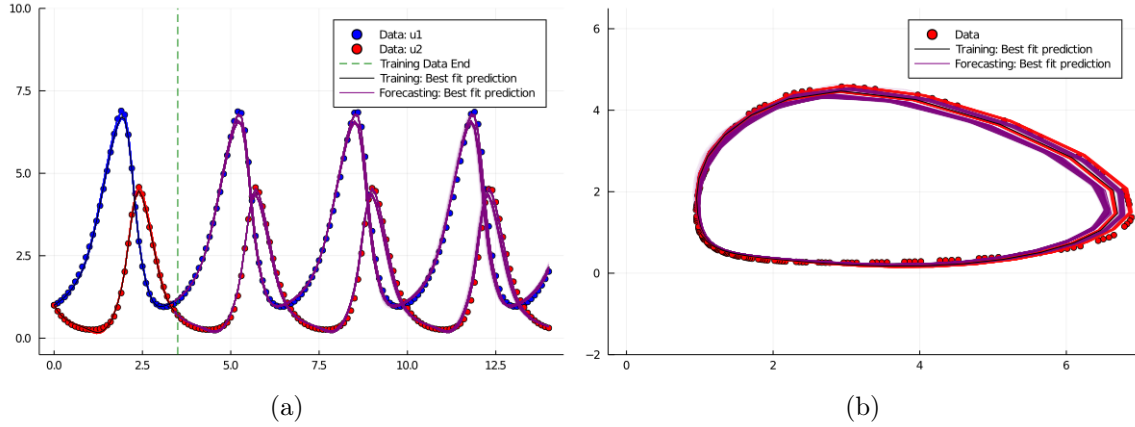 10.0
7.5
5.0
2.5
0.0
0.0
2.5
5.0
7.5
10.0
12.5
Data: u1
Data: u2
Training Data End
Training: Best fit prediction
Forecasting: Best fit prediction
(a)
6
4
2
0
−2
0
2
4
6
Data
Training: Best fit prediction
Forecasting: Best fit prediction
(b)